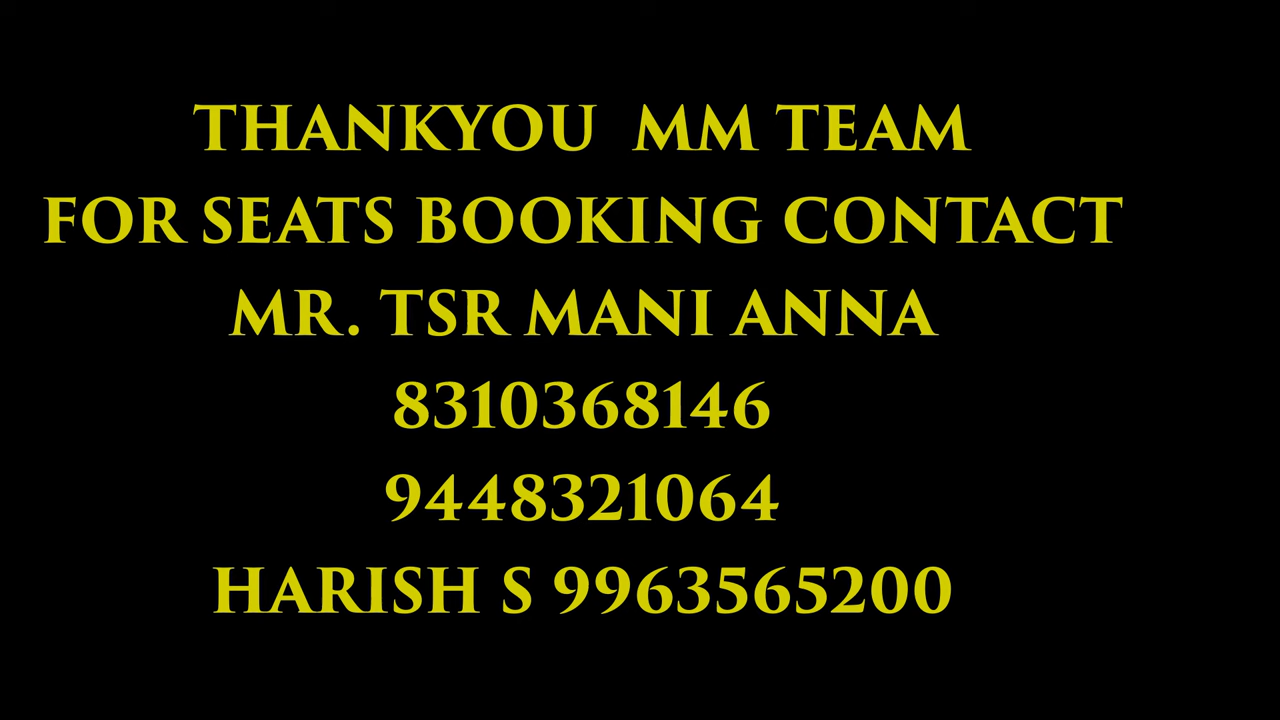 THANKYOU  MM TEAM
FOR SEATS BOOKING CONTACT
MR. TSR MANI ANNA
8310368146
9448321064
HARISH S 9963565200